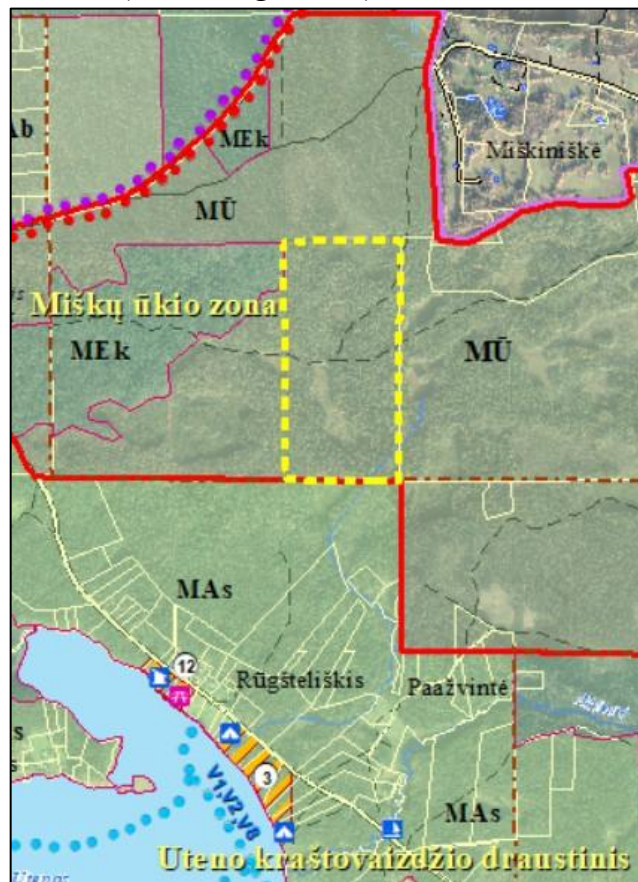 Ab
MEk
Miškiniškė
MŪ
Miškų ūkio zona
MEk
MŪ
MAs
12
Rūgšteliškis
Paažvintė
3
V1,V2,V8
MAs
Uteno kraštovaizdžio draustinis
Utenas